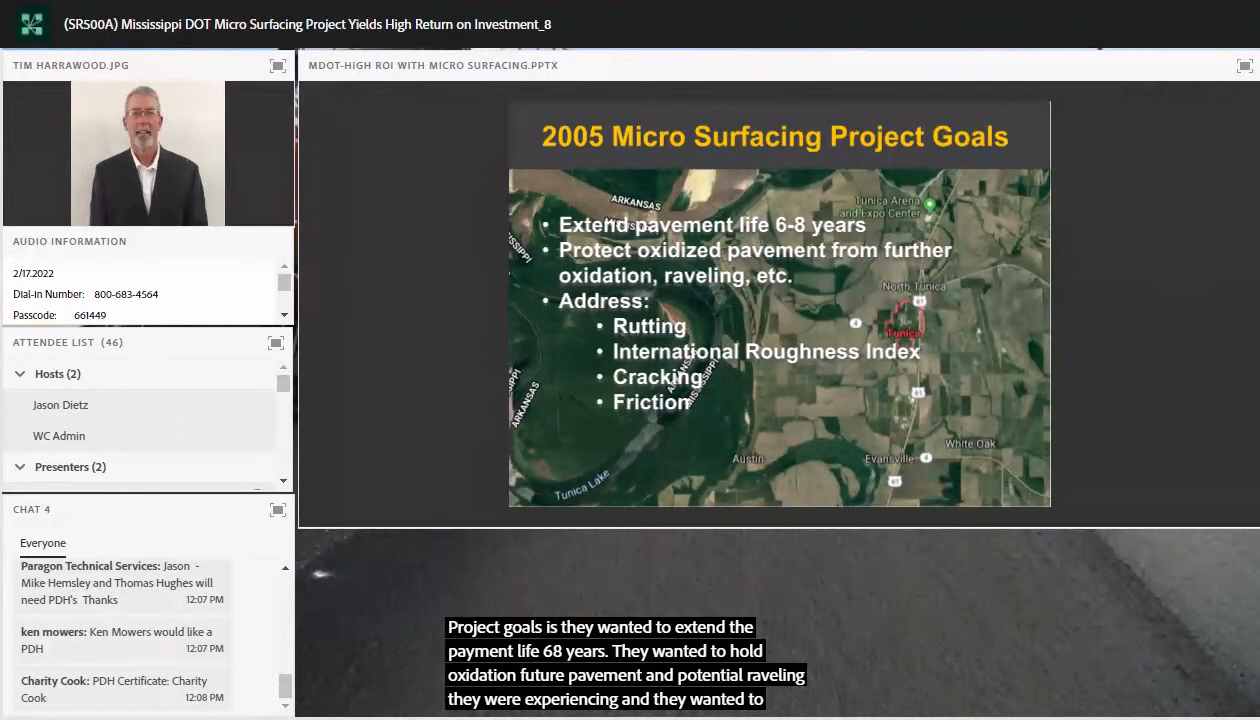 (SR500A) Mississippi DOT Micro Surfacing Project Yields High Return on Investment_8
TIM HARRAWOOD.JPG
AUDIO INFORMATION
2/17.2022
Dial-in Number: 800-683-4564
Passcode: 661449
ATTENDEE LIST (46)
Hosts (2)
Jason Dietz
WC Admin
Presenters (2)
CHAT 4
Everyone
Paragon Technical Services: Jason -
Mike Hemsley and Thomas Hughes will
need PDH's Thanks 12:07 PM
ken mowers: Ken Mowers would like a
PDH 12:07 PM
Charity Cook: PDH Certificate: Charity
Cook 12:08 PM
MDOT-HIGH ROI WITH MICRO SURFACING.PPTX
2005 Micro Surfacing Project Goals
• Extend pavement life 6-8 years
• Protect oxidized pavement from further
oxidation, raveling, etc.
• Address:
• Rutting
• International Roughness Index
• Cracking
• Friction
ARKANSAS
Tunica Arena
and Expo Center
North Tunica
61
4
Tunica
61
ARKANSAS
MISSISSIPPI
White Oak
Austin
Evansville
4
61
Tunica Lake
Project goals is they wanted to extend the
payment life 68 years. They wanted to hold
oxidation future pavement and potential raveling
they were experiencing and they wanted to